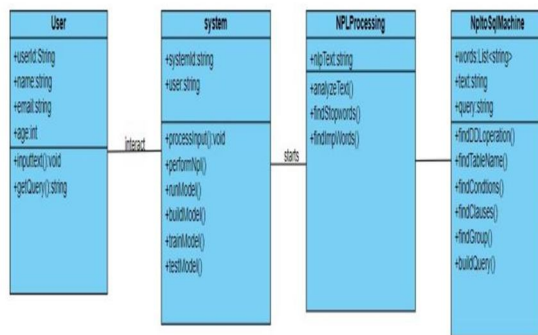 User
+userId:String
+name:string
+email:string
+age:int
+inputtext():void
+getQuery():string
interact
system
+systemId:string
+user:string
+processInput():void
+performNpl()
+runModel()
+buildModel()
+trainModel()
+testModel()
starts
NPLProcessing
+nlpText:string
+analyzeText()
+findStopwords()
+findImpWords()
NpltoSqlMachine
+words:List<string>
+text:string
+query:string
+findDDLoperation()
+findTableName()
+findCondtions()
+findClauses()
+findGroup()
+buildQuery()